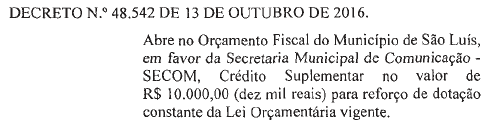 DECRETO N.º 48.542 DE 13 DE OUTUBRO DE 2016.
Abre no Orçamento Fiscal do Município de São Luís,
em favor da Secretaria Municipal de Comunicação -
SECOM, Crédito Suplementar no valor de
R$ 10.000,00 (dez mil reais) para reforço de dotação
constante da Lei Orçamentária vigente.